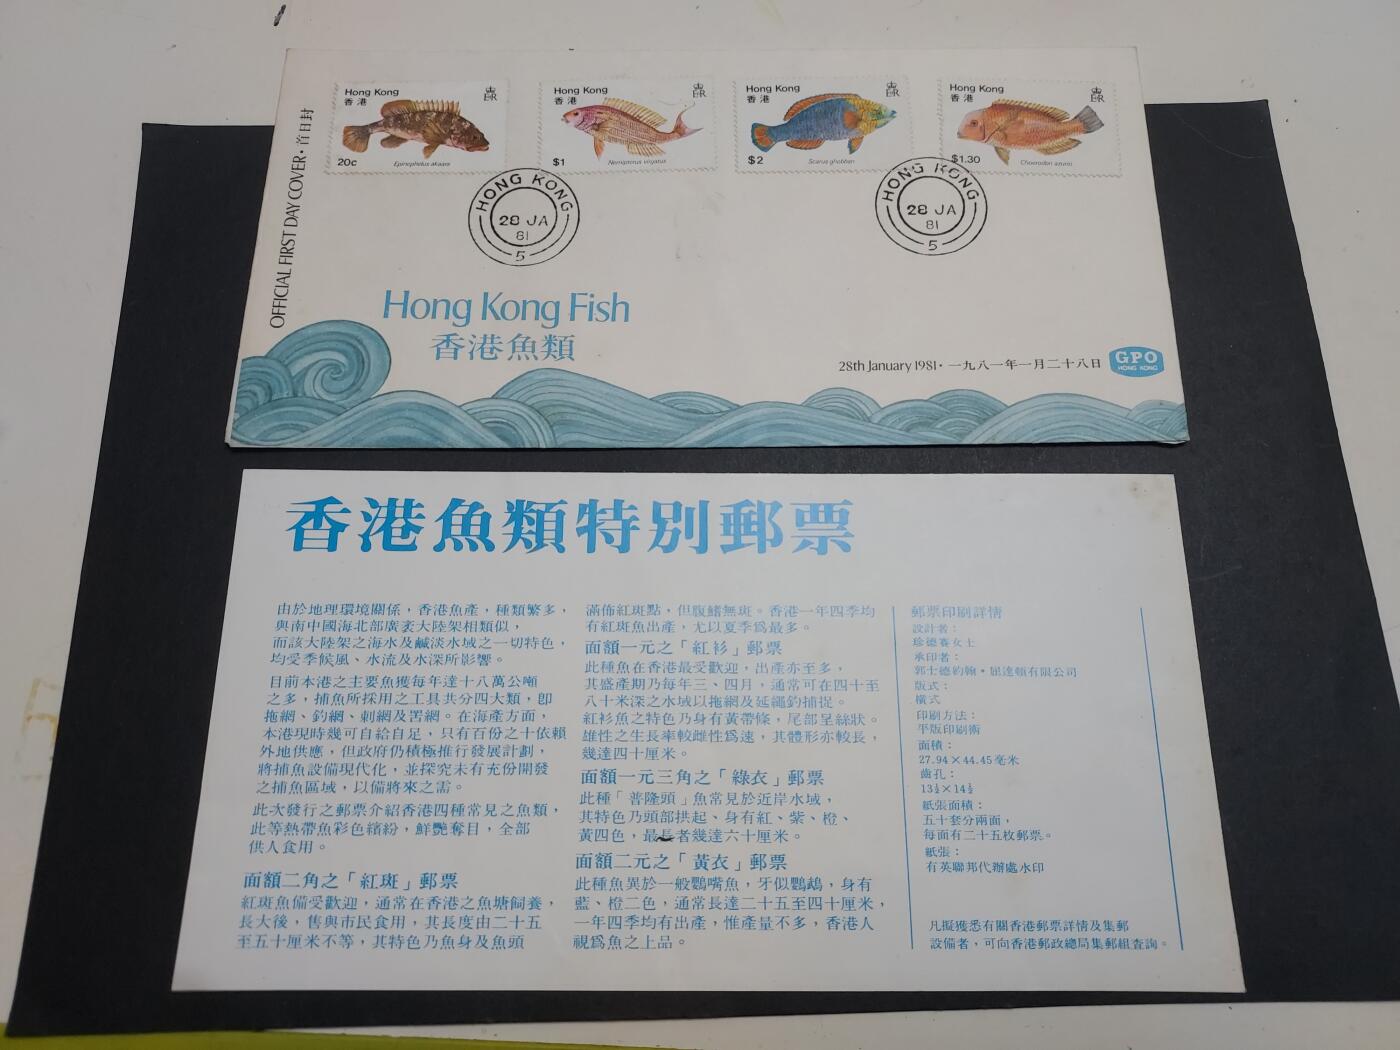 Hong Kong
香港
20c
Epinephelus akaara
Hong Kong
香港
$1
Nemipterus virgatus
Hong Kong
香港
$2
Scarus ghobban
Hong Kong
香港
$1.30
Choerodon azurio
OFFICIAL FIRST DAY COVER · 首日封
HONG KONG
28 JA
81
5
HONG KONG
28 JA
81
5
Hong Kong Fish
香港魚類
28th January 1981 · 一九八一年一月二十八日
GPO
HONG KONG
香港魚類特別郵票
由於地理環境關係，香港魚產，種類繁多，
與南中國海北部廣袤大陸架相類似，
而該大陸架之海水及鹹淡水域之一切特色，
均受季候風、水流及水深所影響。
目前本港之主要魚獲每年達十八萬公噸
之多，捕魚所採用之工具共分四大類，即
拖網、釣網、刺網及罟網。在海產方面，
本港現時幾可自給自足，只有百份之十依賴
外地供應，但政府仍積極推行發展計劃，
將捕魚設備現代化，並探究未有充份開發
之捕魚區域，以備將來之需。
此次發行之郵票介紹香港四種常見之魚類，
此等熱帶魚彩色繽紛，鮮艷奪目，全部
供人食用。
面額二角之「紅斑」郵票
紅斑魚備受歡迎，通常在香港之魚塘飼養，
長大後，售與市民食用，其長度由二十五
至五十厘米不等，其特色乃魚身及魚頭
滿佈紅斑點，但腹鰭無斑。香港一年四季均
有紅斑魚出產，尤以夏季爲最多。
面額一元之「紅衫」郵票
此種魚在香港最受歡迎，出產亦至多，
其盛產期乃每年三、四月，通常可在四十至
八十米深之水域以拖網及延繩釣捕捉。
紅衫魚之特色乃身有黃帶條，尾部呈絲狀。
雄性之生長率較雌性爲速，其體形亦較長，
幾達四十厘米。
面額一元三角之「綠衣」郵票
此種「普隆頭」魚常見於近岸水域，
其特色乃頭部拱起、身有紅、紫、橙、
黃四色，最長者幾達六十厘米。
面額二元之「黃衣」郵票
此種魚異於一般鸚嘴魚，牙似鸚鵡，身有
藍、橙二色，通常長達二十五至四十厘米，
一年四季均有出產，惟產量不多，香港人
視爲魚之上品。
郵票印刷詳情
設計者：
珍德賽女士
承印者：
郭士德約翰·屈達頓有限公司
版式：
橫式
印刷方法：
平版印刷術
面積：
27.94×44.45毫米
齒孔：
13½×14½
紙張面積：
五十套分兩面，
每面有二十五枚郵票。
紙張：
有英聯邦代辦處水印
凡擬獲悉有關香港郵票詳情及集郵
設備者，可向香港郵政總局集郵組查詢。